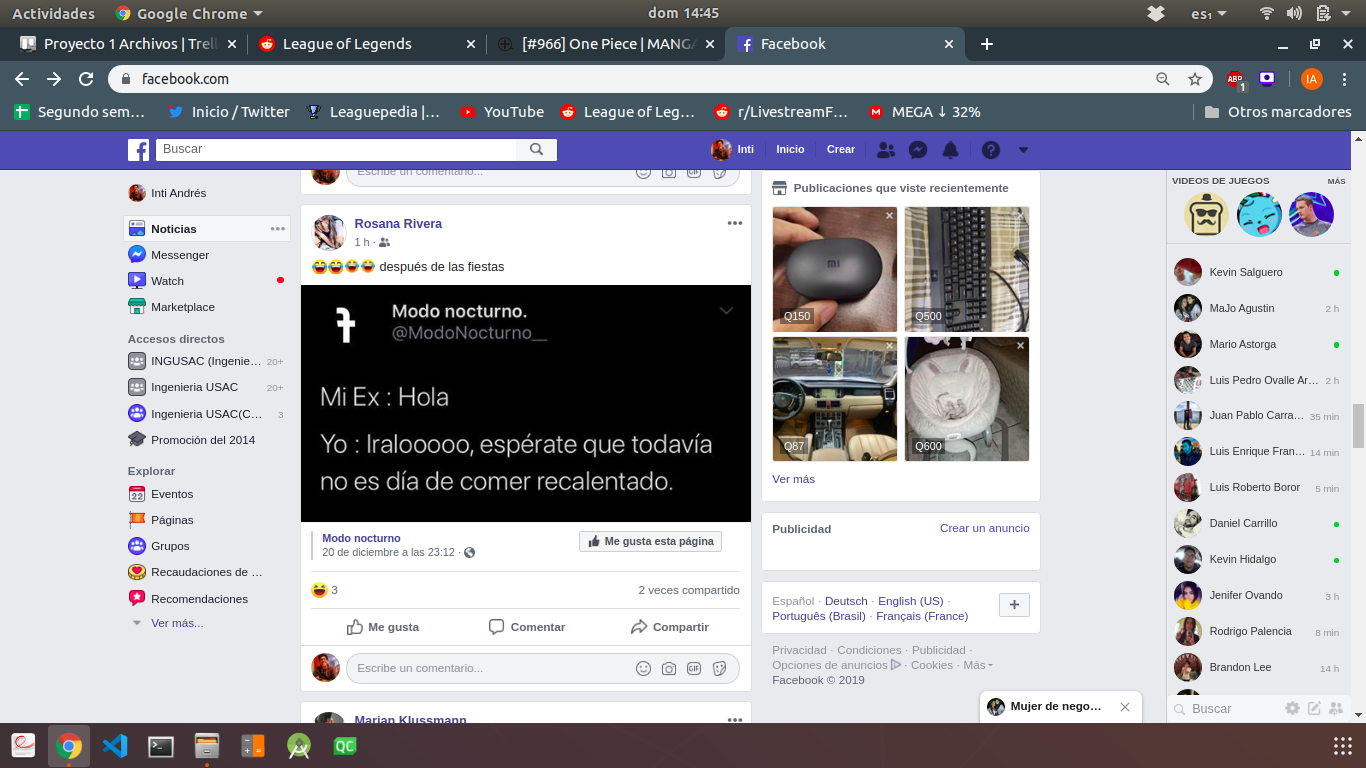 Actividades
Google Chrome
dom 14:45
es₁
Proyecto 1 Archivos | Trell
League of Legends
[#966] One Piece | MANGA
Facebook
facebook.com
ABP
1
IA
Segundo sem…
Inicio / Twitter
Leaguepedia |…
YouTube
League of Leg…
r/LivestreamF…
MEGA ↓ 32%
Otros marcadores
Buscar
Inti
Inicio
Crear
Inti Andrés
Noticias
Messenger
Watch
Marketplace
Accesos directos
INGUSAC (Ingenie… 20+
Ingenieria USAC 20+
Ingenieria USAC(C… 3
Promoción del 2014
Explorar
Eventos
Páginas
Grupos
Recaudaciones de …
Recomendaciones
Ver más...
Escribe un comentario...
GIF
Rosana Rivera
1 h ·
😂😂😂😂 después de las fiestas
Modo nocturno.
@ModoNocturno__
Mi Ex : Hola
Yo : Iralooooo, espérate que todavía
no es día de comer recalentado.
Modo nocturno
20 de diciembre a las 23:12 ·
Me gusta esta página
3
2 veces compartido
Me gusta
Comentar
Compartir
Escribe un comentario...
GIF
Marian Klussmann
Publicaciones que viste recientemente
mi
Q150
Q500
Q87
Q600
Ver más
Publicidad
Crear un anuncio
Español · Deutsch · English (US) ·
Português (Brasil) · Français (France)
Privacidad · Condiciones · Publicidad ·
Opciones de anuncios · Cookies · Más
Facebook © 2019
Mujer de nego…
VIDEOS DE JUEGOS
MÁS
Kevin Salguero
MaJo Agustin 2 h
Mario Astorga
Luis Pedro Ovalle Ar… 2 h
Juan Pablo Carra… 35 min
Luis Enrique Fran… 14 min
Luis Roberto Boror 5 min
Daniel Carrillo
Kevin Hidalgo
Jenifer Ovando 3 h
Rodrigo Palencia 8 min
Brandon Lee 14 h
Buscar
QC